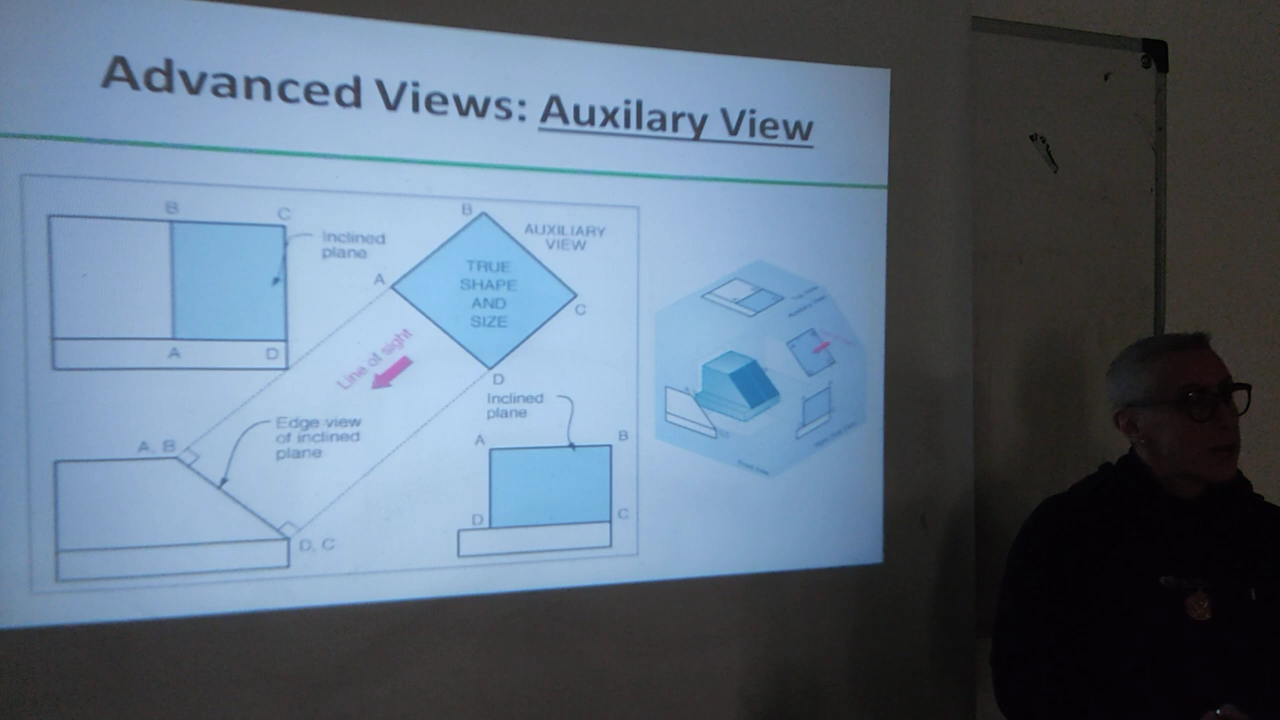 Advanced Views: Auxilary View
B
C
Inclined
plane
A
D
B
AUXILIARY
VIEW
A
TRUE
SHAPE
AND
SIZE
C
D
Line of sight
Inclined
plane
A
B
D
C
A, B
Edge view
of inclined
plane
D, C